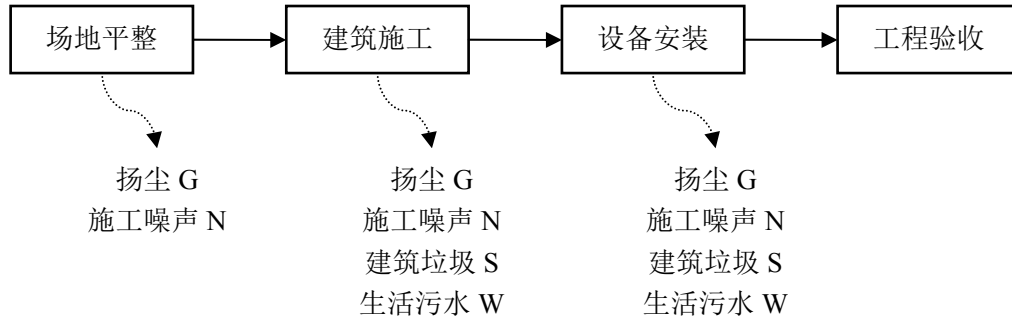 场地平整
建筑施工
设备安装
工程验收
扬尘 G
施工噪声 N
扬尘 G
施工噪声 N
建筑垃圾 S
生活污水 W
扬尘 G
施工噪声 N
建筑垃圾 S
生活污水 W